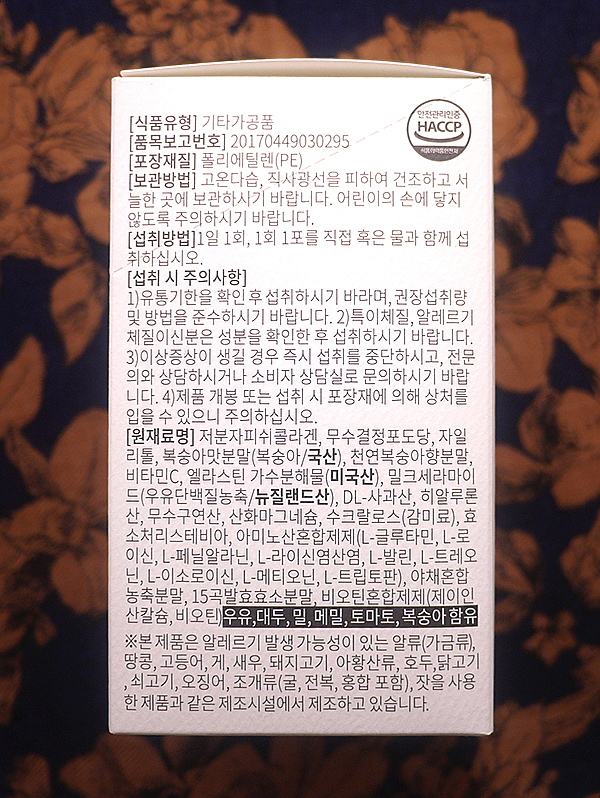 안전관리인증
HACCP
식품의약품안전처
[식품유형] 기타가공품
[품목보고번호] 20170449030295
[포장재질] 폴리에틸렌(PE)
[보관방법] 고온다습, 직사광선을 피하여 건조하고 서
늘한 곳에 보관하시기 바랍니다. 어린이의 손에 닿지
않도록 주의하시기 바랍니다.
[섭취방법]1일 1회, 1회 1포를 직접 혹은 물과 함께 섭
취하십시오.
[섭취 시 주의사항]
1)유통기한을 확인 후 섭취하시기 바라며, 권장섭취량
및 방법을 준수하시기 바랍니다. 2)특이체질, 알레르기
체질이신분은 성분을 확인한 후 섭취하시기 바랍니다.
3)이상증상이 생길 경우 즉시 섭취를 중단하시고, 전문
의와 상담하시거나 소비자 상담실로 문의하시기 바랍
니다. 4)제품 개봉 또는 섭취 시 포장재에 의해 상처를
입을 수 있으니 주의하십시오.
[원재료명] 저분자피쉬콜라겐, 무수결정포도당, 자일
리톨, 복숭아맛분말(복숭아/국산), 천연복숭아향분말,
비타민C, 엘라스틴 가수분해물(미국산), 밀크세라마이
드(우유단백질농축/뉴질랜드산), DL-사과산, 히알루론
산, 무수구연산, 산화마그네슘, 수크랄로스(감미료), 효
소처리스테비아, 아미노산혼합제제(L-글루타민, L-로
이신, L-페닐알라닌, L-라이신염산염, L-발린, L-트레오
닌, L-이소로이신, L-메티오닌, L-트립토판), 야채혼합
농축분말, 15곡발효효소분말, 비오틴혼합제제(제이인
산칼슘, 비오틴)우유,대두, 밀, 메밀, 토마토, 복숭아 함유
※본 제품은 알레르기 발생 가능성이 있는 알류(가금류),
땅콩, 고등어, 게, 새우, 돼지고기, 아황산류, 호두,닭고기
, 쇠고기, 오징어, 조개류(굴, 전복, 홍합 포함), 잣을 사용
한 제품과 같은 제조시설에서 제조하고 있습니다.